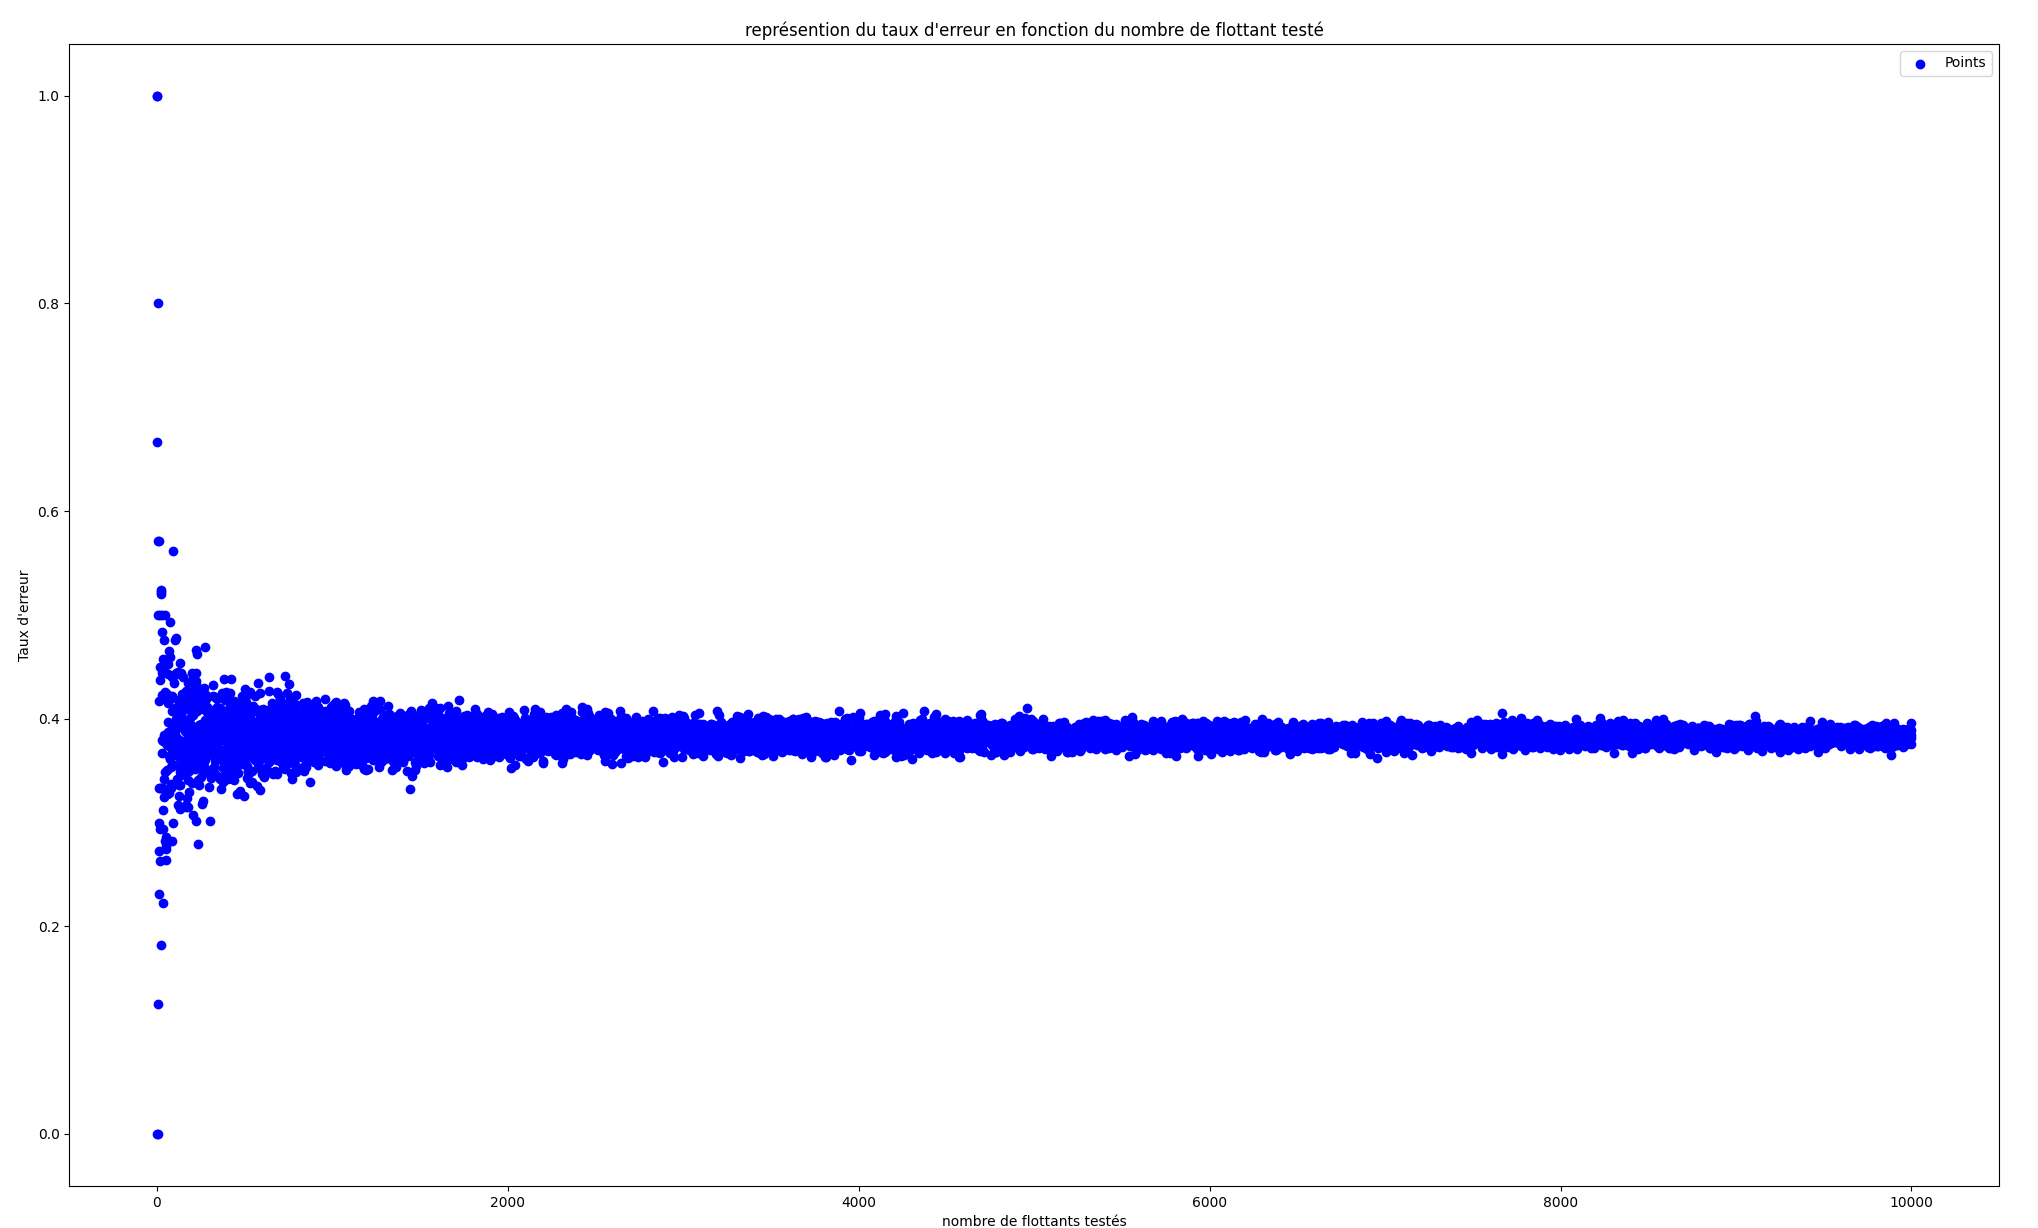 représention du taux d'erreur en fonction du nombre de flottant testé
Points
1.0
0.8
0.6
0.4
0.2
0.0
Taux d'erreur
0 2000 4000 6000 8000 10000
nombre de flottants testés